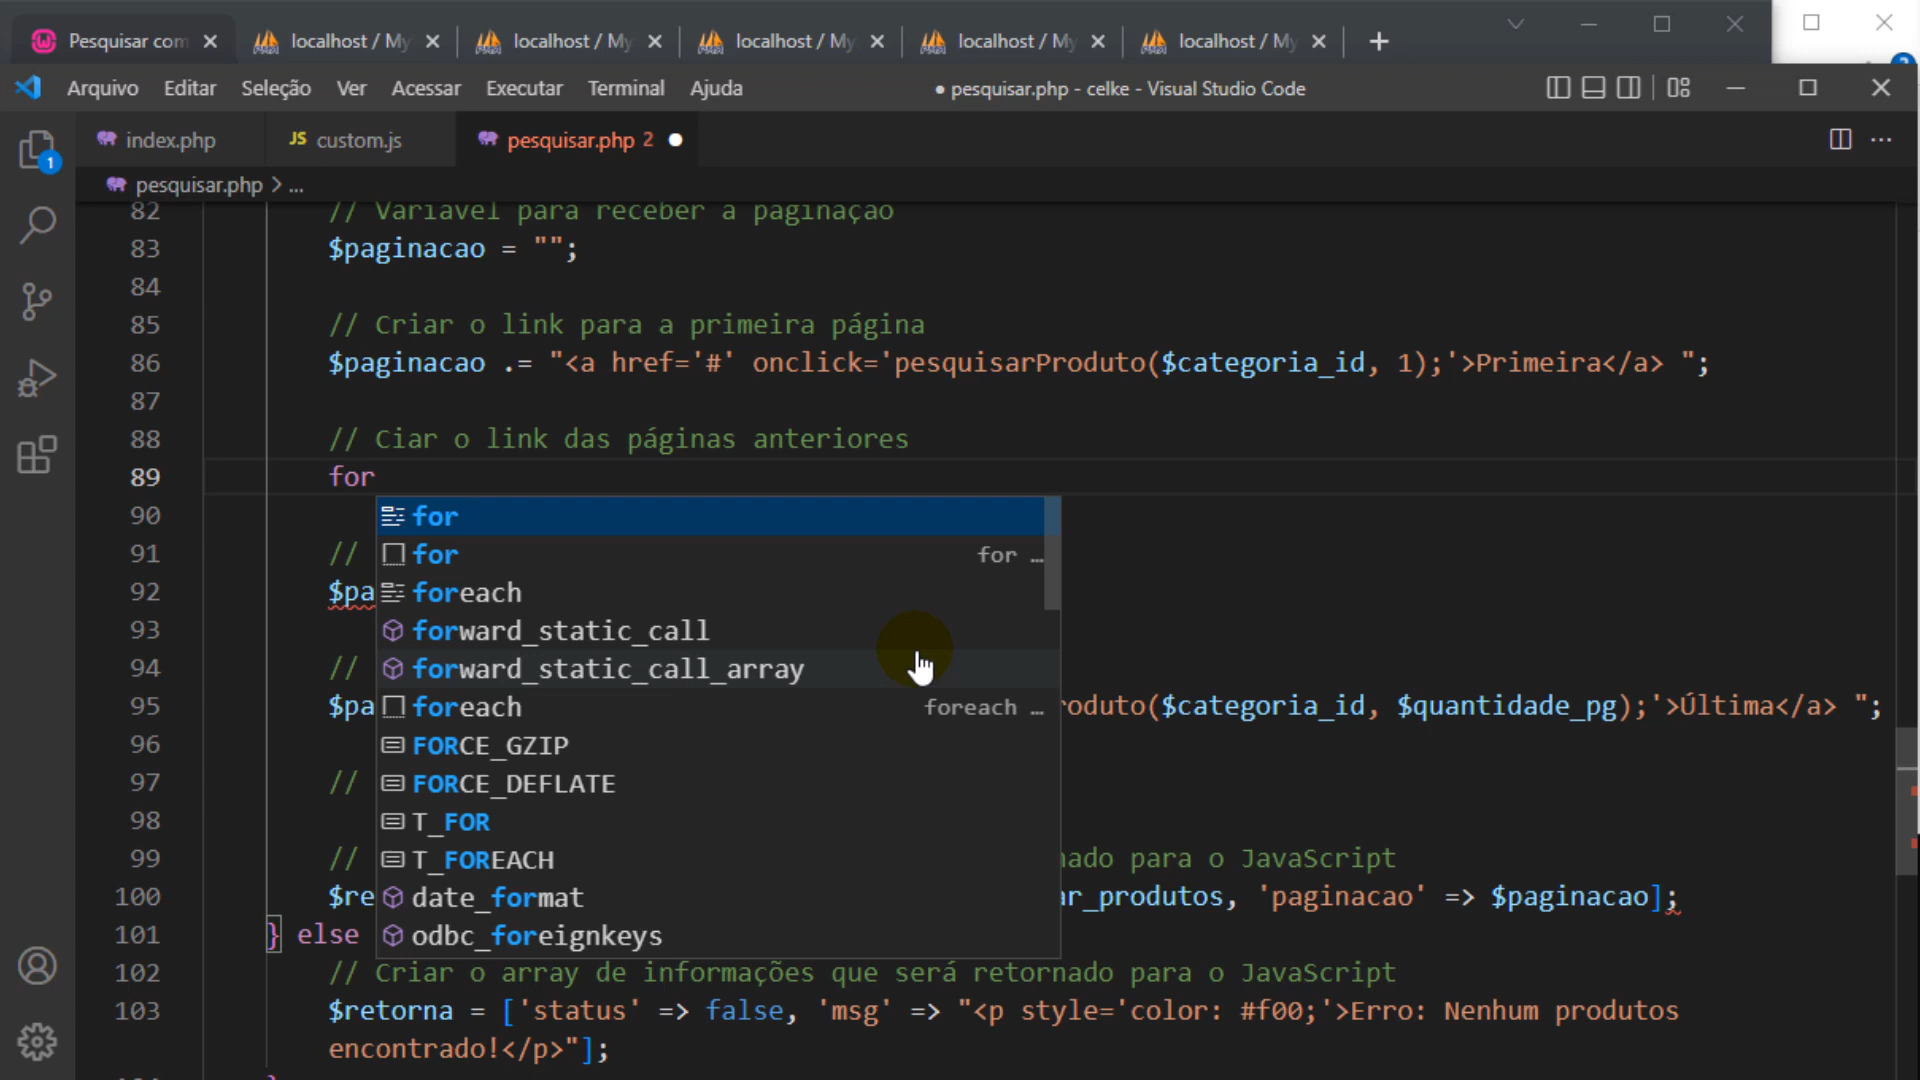 Pesquisar com
localhost / My
localhost / My
localhost / My
localhost / My
localhost / My
Arquivo Editar Seleção Ver Acessar Executar Terminal Ajuda
● pesquisar.php - celke - Visual Studio Code
index.php
JS custom.js
pesquisar.php 2
1
pesquisar.php > ...
82 // Variavel para receber a paginação
83 $paginacao = "";
84
85 // Criar o link para a primeira página
86 $paginacao .= "<a href='#' onclick='pesquisarProduto($categoria_id, 1);'>Primeira</a> ";
87
88 // Ciar o link das páginas anteriores
89 for
90 for
91 // for for ...
92 $pa foreach
93 forward_static_call
94 // forward_static_call_array
95 $pa foreach foreach ... roduto($categoria_id, $quantidade_pg);'>Última</a> ";
96 FORCE_GZIP
97 // FORCE_DEFLATE
98 T_FOR
99 // T_FOREACH nado para o JavaScript
100 $re date_format ar_produtos, 'paginacao' => $paginacao];
101 } else odbc_foreignkeys
102 // Criar o array de informações que será retornado para o JavaScript
103 $retorna = ['status' => false, 'msg' => "<p style='color: #f00;'>Erro: Nenhum produtos
encontrado!</p>"];